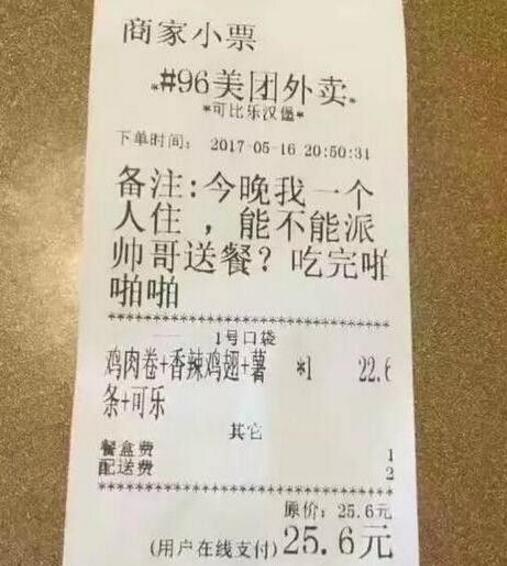 商家小票
*#96美团外卖*
*可比乐汉堡*
下单时间: 2017-05-16 20:50:31
备注:今晚我一个
人住,能不能派
帅哥送餐?吃完啪
啪啪
********************************
1号口袋
鸡肉卷+香辣鸡翅+薯 *1 22.6
条+可乐
其它
餐盒费 1
配送费 2
********************************
原价: 25.6元
(用户在线支付)25.6元